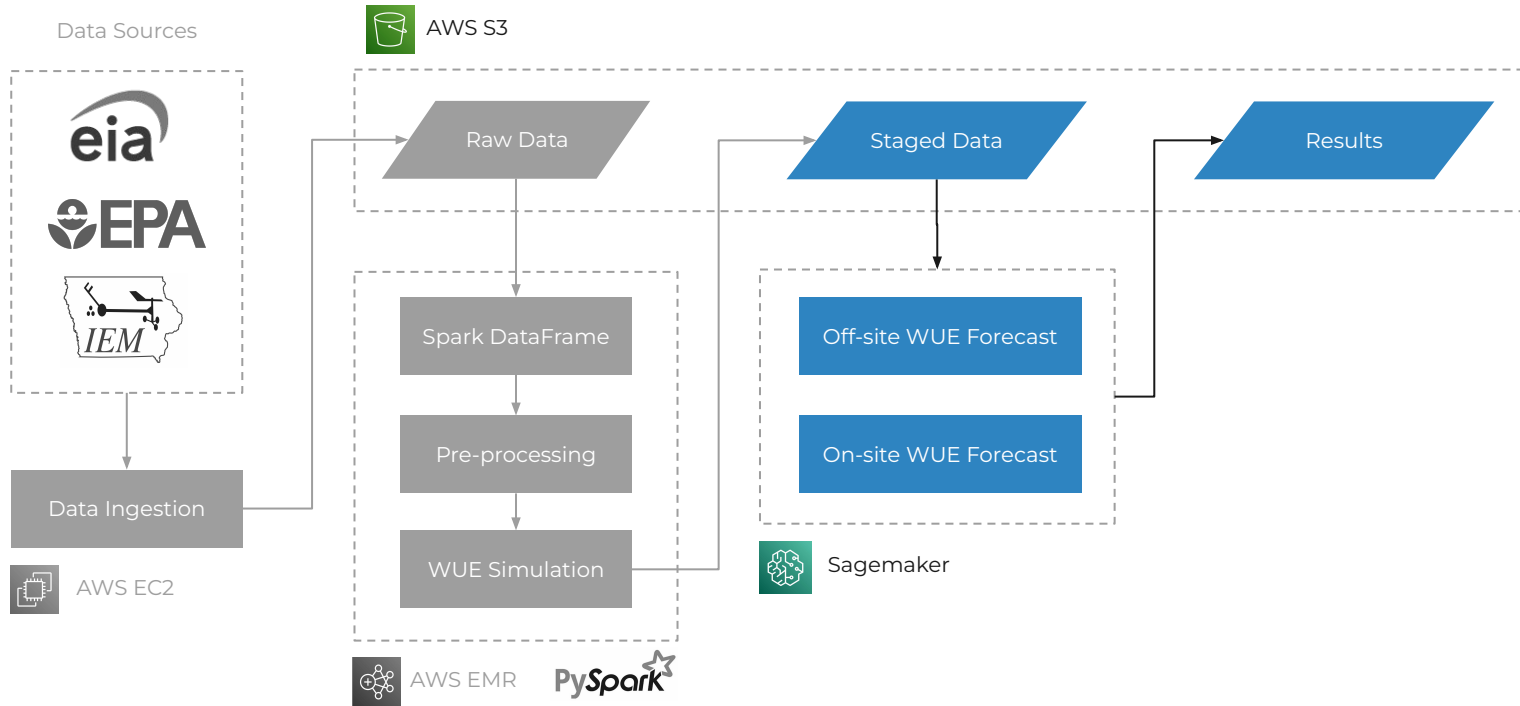 Data Sources
eia
EPA
IEM
Data Ingestion
AWS EC2
AWS S3
Raw Data
Staged Data
Results
Spark DataFrame
Pre-processing
WUE Simulation
AWS EMR
PySpark
Off-site WUE Forecast
On-site WUE Forecast
Sagemaker